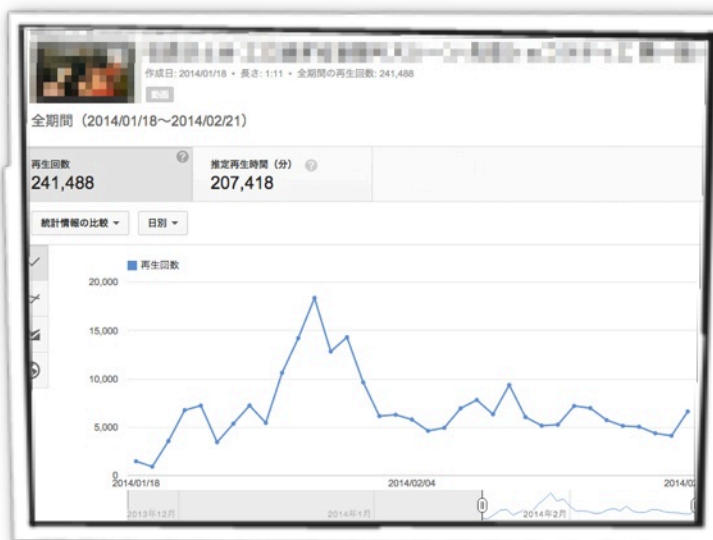 作成日: 2014/01/18 • 長さ: 1:11 • 全期間の再生回数: 241,488
動画
全期間（2014/01/18〜2014/02/21）
再生回数
241,488
推定再生時間（分）
207,418
統計情報の比較
日別
再生回数
20,000
15,000
10,000
5,000
0
2014/01/18
2014/02/04
2014/02
2013年12月
2014年1月
2014年2月